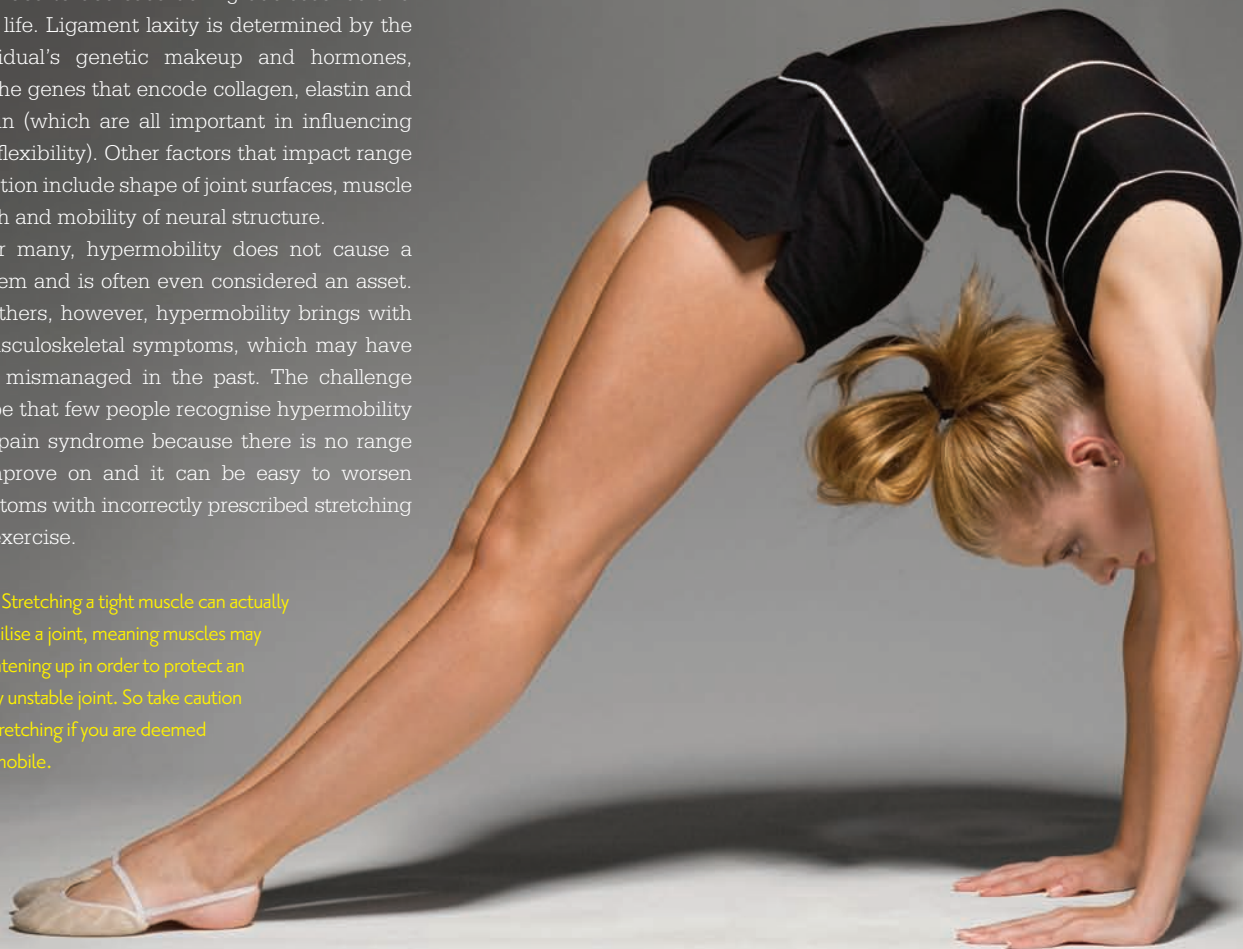 life. Ligament laxity is determined by the
idual's genetic makeup and hormones,
he genes that encode collagen, elastin and
n (which are all important in influencing
flexibility). Other factors that impact range
tion include shape of joint surfaces, muscle
h and mobility of neural structure.
r many, hypermobility does not cause a
em and is often even considered an asset.
thers, however, hypermobility brings with
usculoskeletal symptoms, which may have
mismanaged in the past. The challenge
be that few people recognise hypermobility
pain syndrome because there is no range
mprove on and it can be easy to worsen
toms with incorrectly prescribed stretching
exercise.
Stretching a tight muscle can actually
ilise a joint, meaning muscles may
htening up in order to protect an
y unstable joint. So take caution
tretching if you are deemed
mobile.